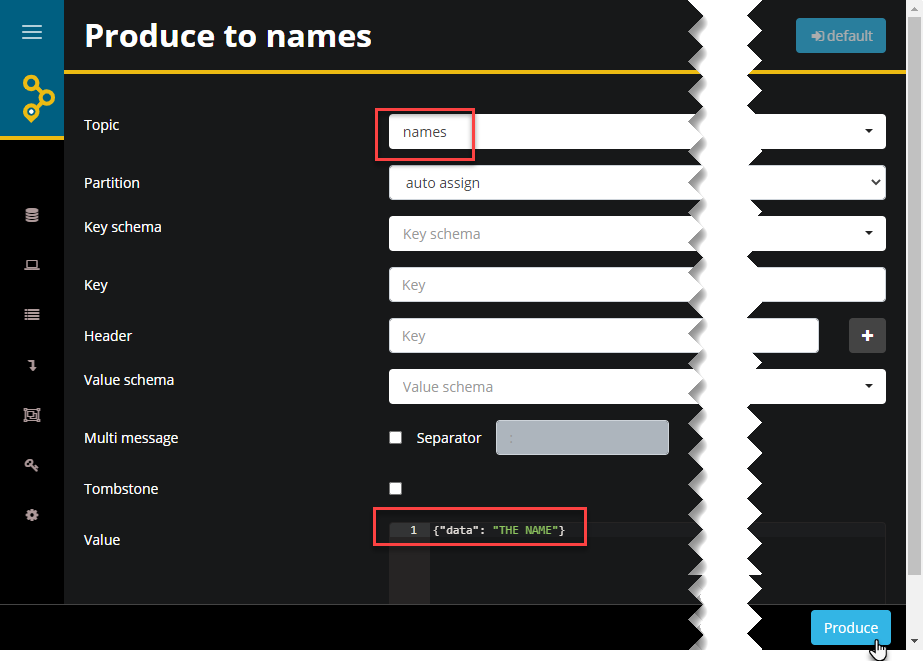 Produce to names
default
Topic
names
Partition
auto assign
Key schema
Key schema
Key
Key
Header
Key
+
Value schema
Value schema
Multi message
Separator
:
Tombstone
Value
1 {"data": "THE NAME"}
Produce